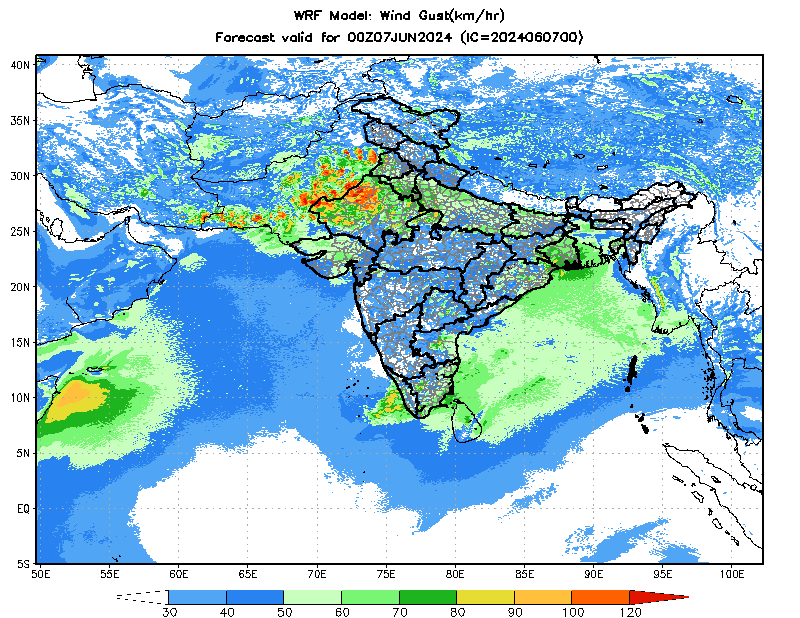 WRF Model: Wind Gust(km/hr)
Forecast valid for 00Z07JUN2024 (IC=2024060700)
40N
35N
30N
25N
20N
15N
10N
5N
EQ
5S
50E 55E 60E 65E 70E 75E 80E 85E 90E 95E 100E
30 40 50 60 70 80 90 100 120